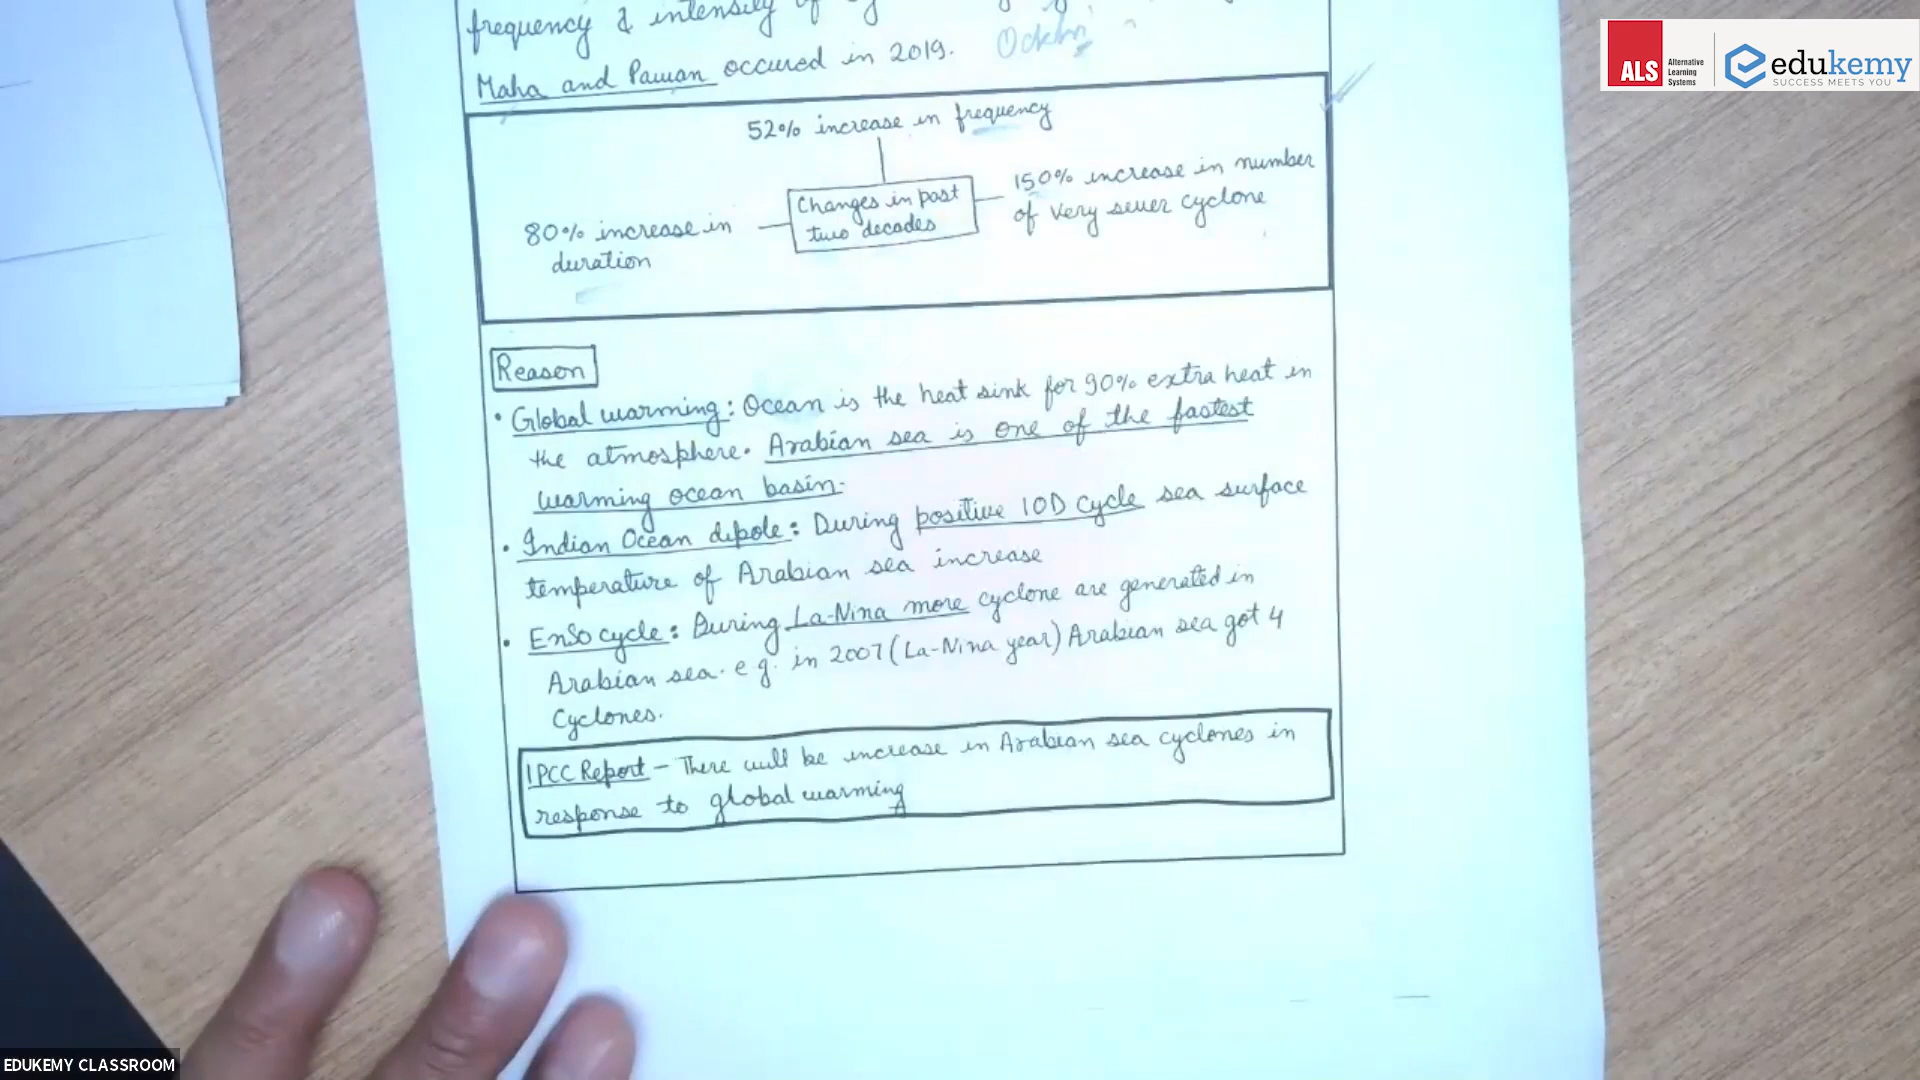 frequency & intensity of
Maha and Pawan occured in 2019. Ockhi
52% increase in frequency
150% increase in number
of very sever cyclone
Changes in past
two decades
80% increase in
duration
Reason
• Global warming: Ocean is the heat sink for 90% extra heat in
the atmosphere. Arabian sea is one of the fastest
warming ocean basin.
• Indian Ocean dipole: During positive IOD cycle sea surface
temperature of Arabian sea increase
• EnSo cycle: During La-Nina more cyclone are generated in
Arabian sea. e.g. in 2007 (La-Nina year) Arabian sea got 4
Cyclones.
IPCC Report - There will be increase in Arabian sea cyclones in
response to global warming
ALS Alternative Learning Systems
edukemy
SUCCESS MEETS YOU
EDUKEMY CLASSROOM